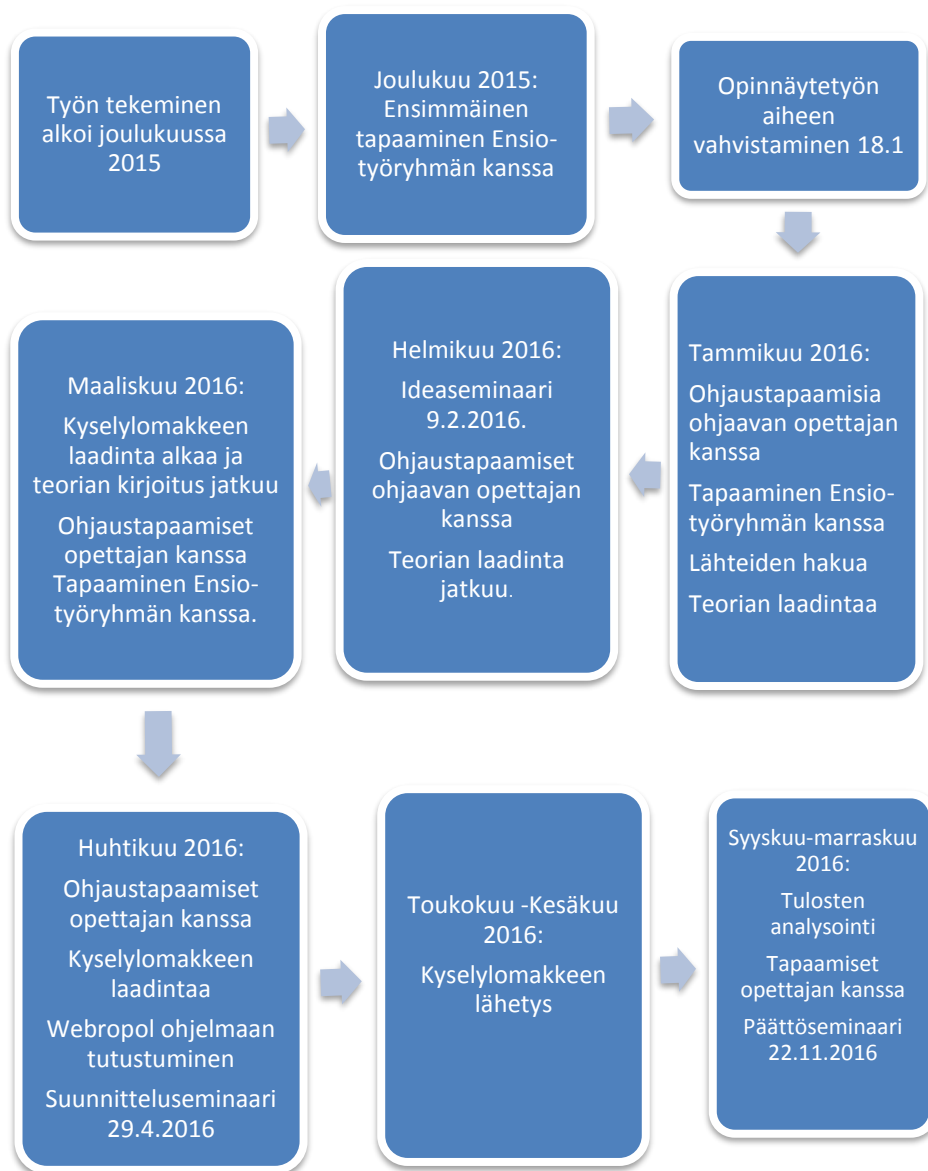 Työn tekeminen
alkoi joulukuussa
2015
Joulukuu 2015:
Ensimmäinen
tapaaminen Ensio-
työryhmän kanssa
Opinnäytetyön
aiheen
vahvistaminen 18.1
Tammikuu 2016:
Ohjaustapaamisia
ohjaavan opettajan
kanssa
Tapaaminen Ensio-
työryhmän kanssa
Lähteiden hakua
Teorian laadintaa
Helmikuu 2016:
Ideaseminaari
9.2.2016.
Ohjaustapaamiset
ohjaavan opettajan
kanssa
Teorian laadinta
jatkuu.
Maaliskuu 2016:
Kyselylomakkeen
laadinta alkaa ja
teorian kirjoitus jatkuu
Ohjaustapaamiset
opettajan kanssa
Tapaaminen Ensio-
työryhmän kanssa.
Huhtikuu 2016:
Ohjaustapaamiset
opettajan kanssa
Kyselylomakkeen
laadintaa
Webropol ohjelmaan
tutustuminen
Suunnitteluseminaari
29.4.2016
Toukokuu -Kesäkuu
2016:
Kyselylomakkeen
lähetys
Syyskuu-marraskuu
2016:
Tulosten
analysointi
Tapaamiset
opettajan kanssa
Päättöseminaari
22.11.2016